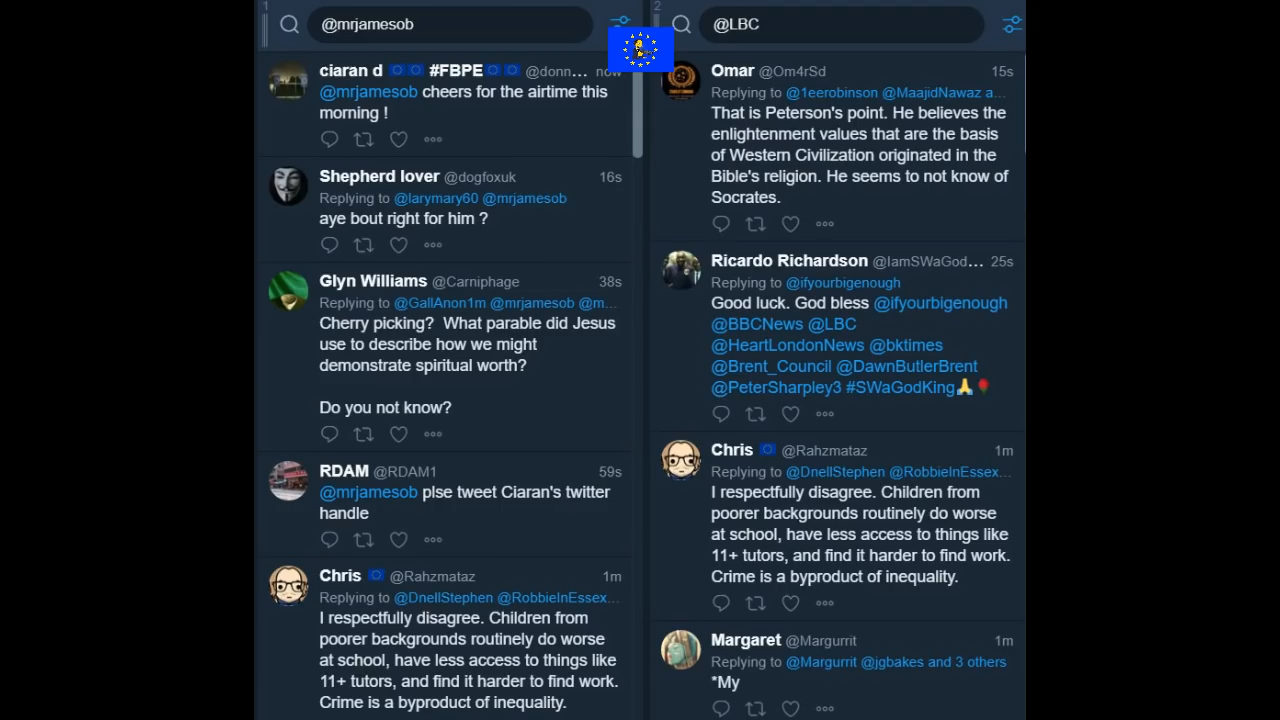 1
@mrjamesob
ciaran d #FBPE @donn... now
@mrjamesob cheers for the airtime this
morning !
Shepherd lover @dogfoxuk 16s
Replying to @larymary60 @mrjamesob
aye bout right for him ?
Glyn Williams @Carniphage 38s
Replying to @GallAnon1m @mrjamesob @m...
Cherry picking?  What parable did Jesus
use to describe how we might
demonstrate spiritual worth?
Do you not know?
RDAM @RDAM1 59s
@mrjamesob plse tweet Ciaran's twitter
handle
Chris @Rahzmataz 1m
Replying to @DnellStephen @RobbieInEssex...
I respectfully disagree. Children from
poorer backgrounds routinely do worse
at school, have less access to things like
11+ tutors, and find it harder to find work.
Crime is a byproduct of inequality.
2
@LBC
Omar @Om4rSd 15s
Replying to @1eerobinson @MaajidNawaz a...
That is Peterson's point. He believes the
enlightenment values that are the basis
of Western Civilization originated in the
Bible's religion. He seems to not know of
Socrates.
Ricardo Richardson @IamSWaGod... 25s
Replying to @ifyourbigenough
Good luck. God bless @ifyourbigenough
@BBCNews @LBC
@HeartLondonNews @bktimes
@Brent_Council @DawnButlerBrent
@PeterSharpley3 #SWaGodKing🙏🌹
Chris @Rahzmataz 1m
Replying to @DnellStephen @RobbieInEssex...
I respectfully disagree. Children from
poorer backgrounds routinely do worse
at school, have less access to things like
11+ tutors, and find it harder to find work.
Crime is a byproduct of inequality.
Margaret @Margurrit 1m
Replying to @Margurrit @jgbakes and 3 others
*My